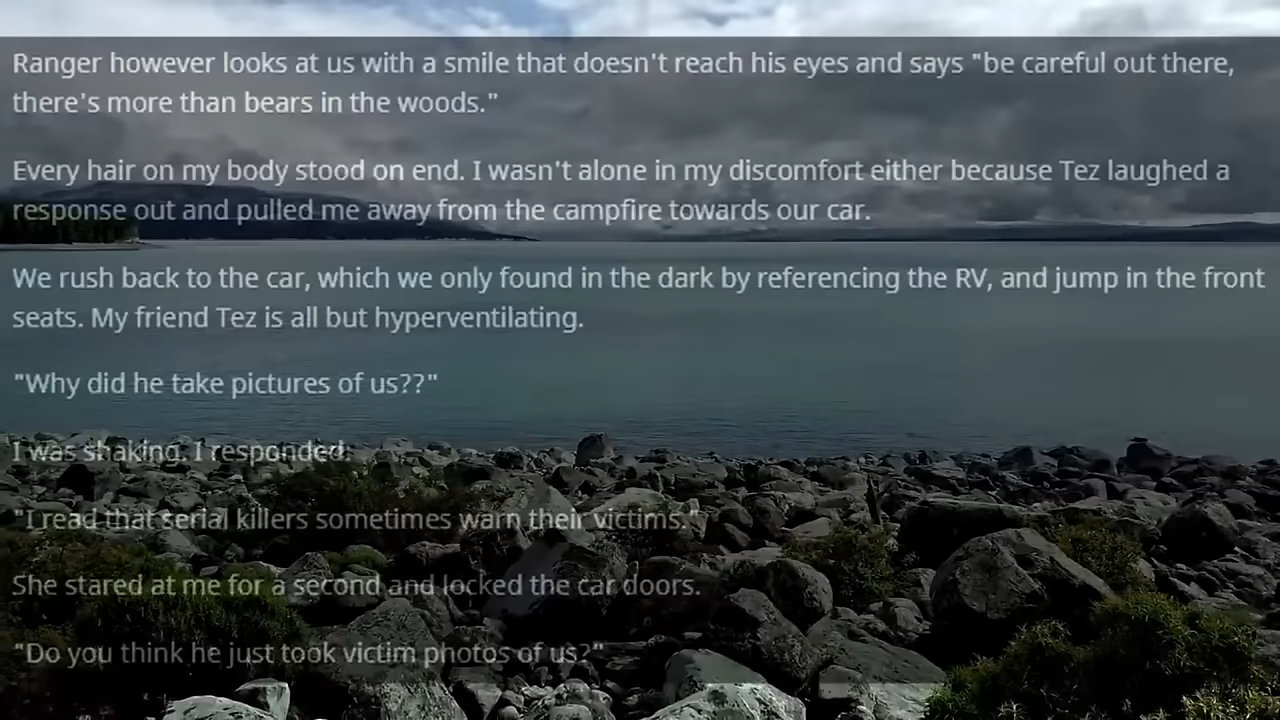 Ranger however looks at us with a smile that doesn't reach his eyes and says "be careful out there,
there's more than bears in the woods."
Every hair on my body stood on end. I wasn't alone in my discomfort either because Tez laughed a
response out and pulled me away from the campfire towards our car.
We rush back to the car, which we only found in the dark by referencing the RV, and jump in the front
seats. My friend Tez is all but hyperventilating.
"Why did he take pictures of us??"
I was shaking. I responded:
"I read that serial killers sometimes warn their victims."
She stared at me for a second and locked the car doors.
"Do you think he just took victim photos of us?"